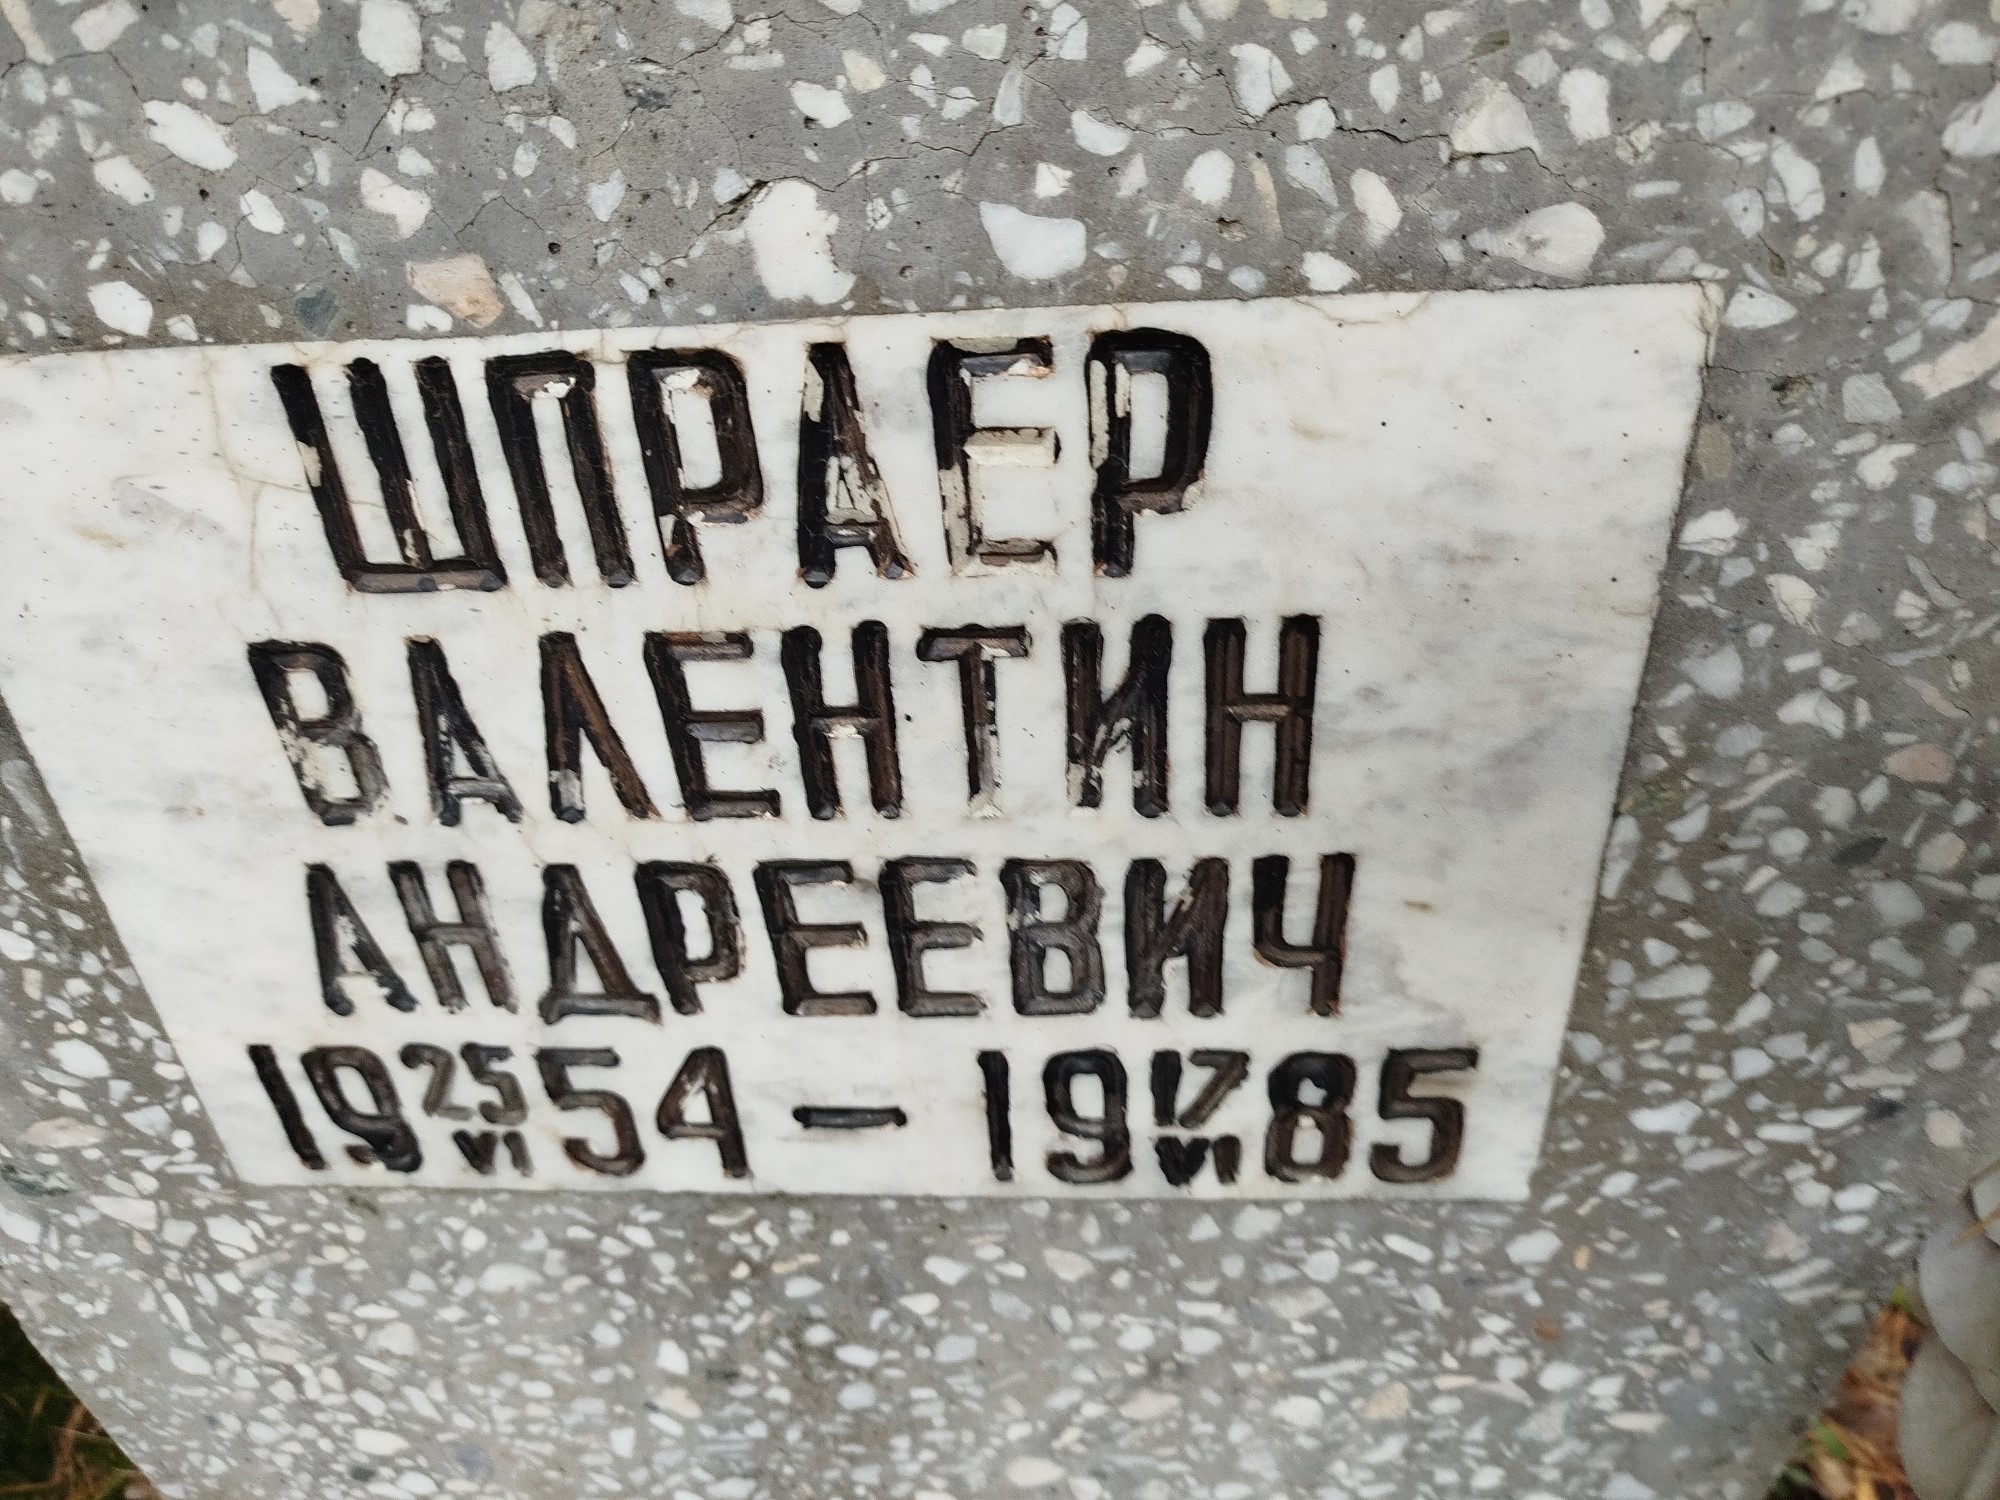 ШПРАЕР
ВАЛЕНТИН
АНДРЕЕВИЧ
19 25/VI 54 — 19 17/VI 85